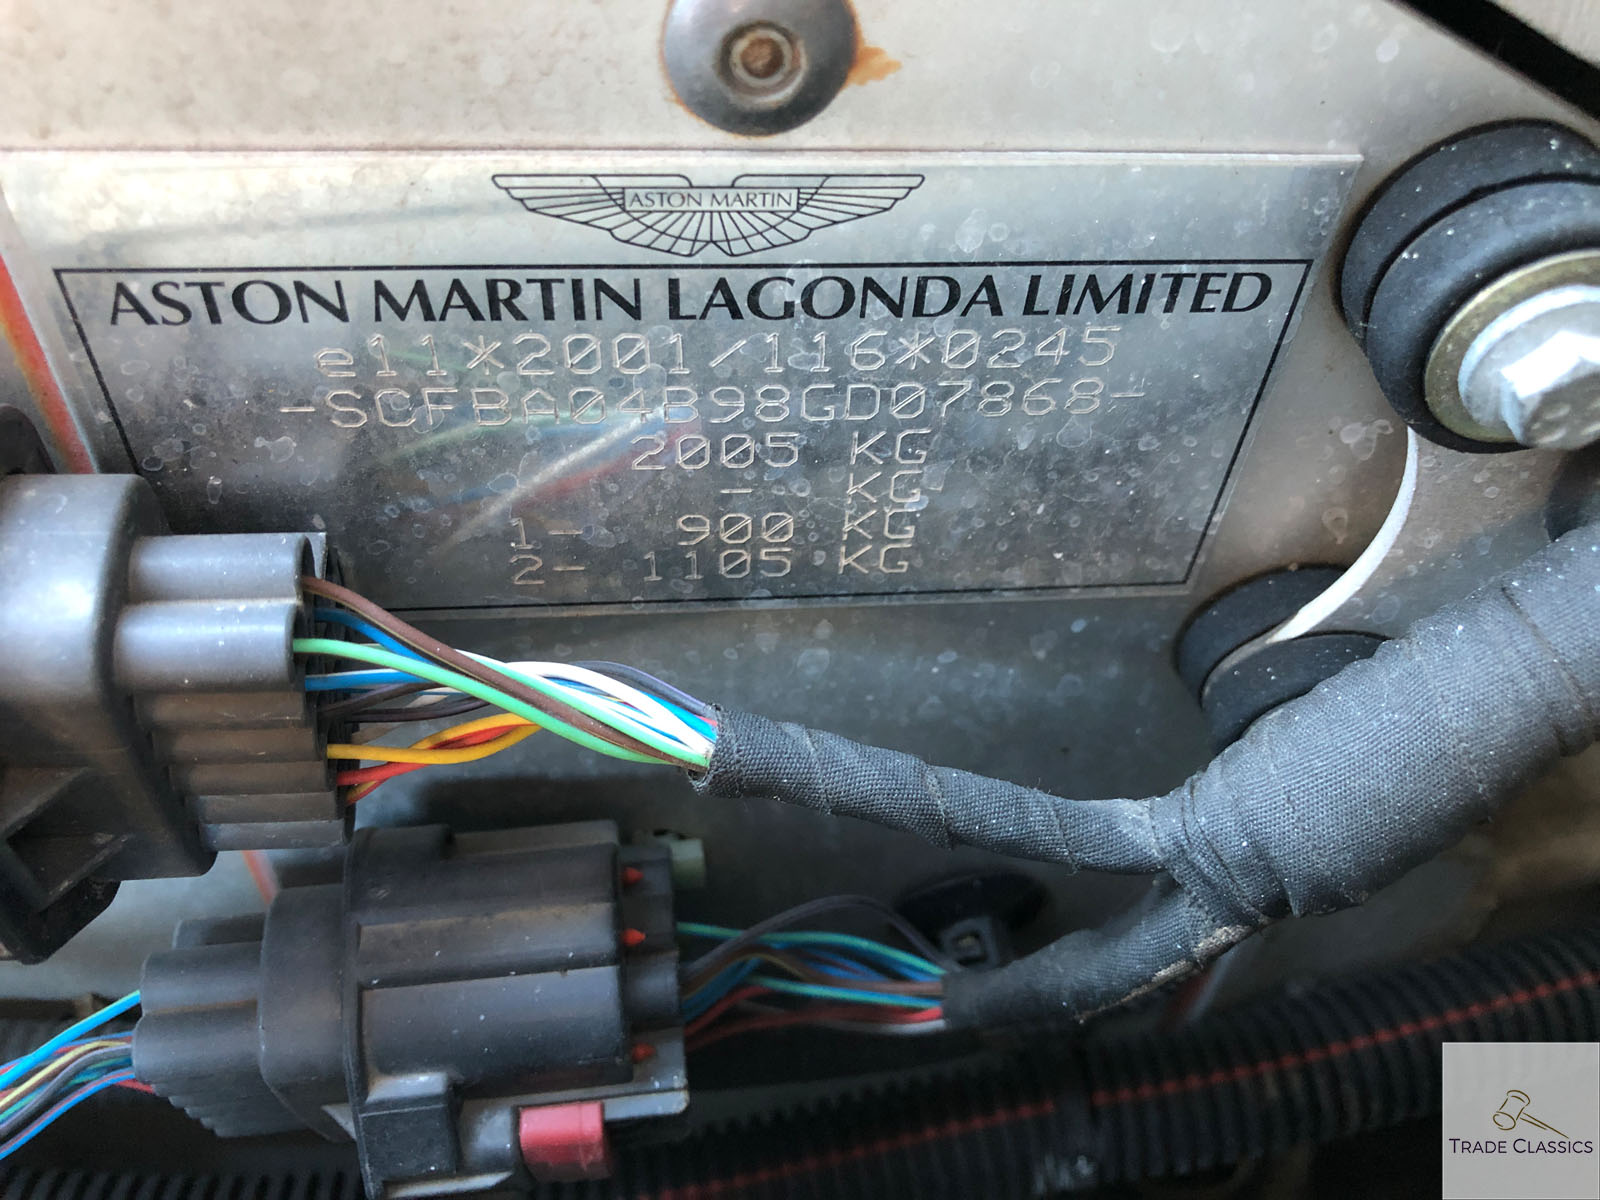 ASTON MARTIN
ASTON MARTIN LAGONDA LIMITED
e11*2001/116*0245
-SCFBA04B98GD07868-
2005 KG
- KG
1- 900 KG
2- 1105 KG
TRADE CLASSICS